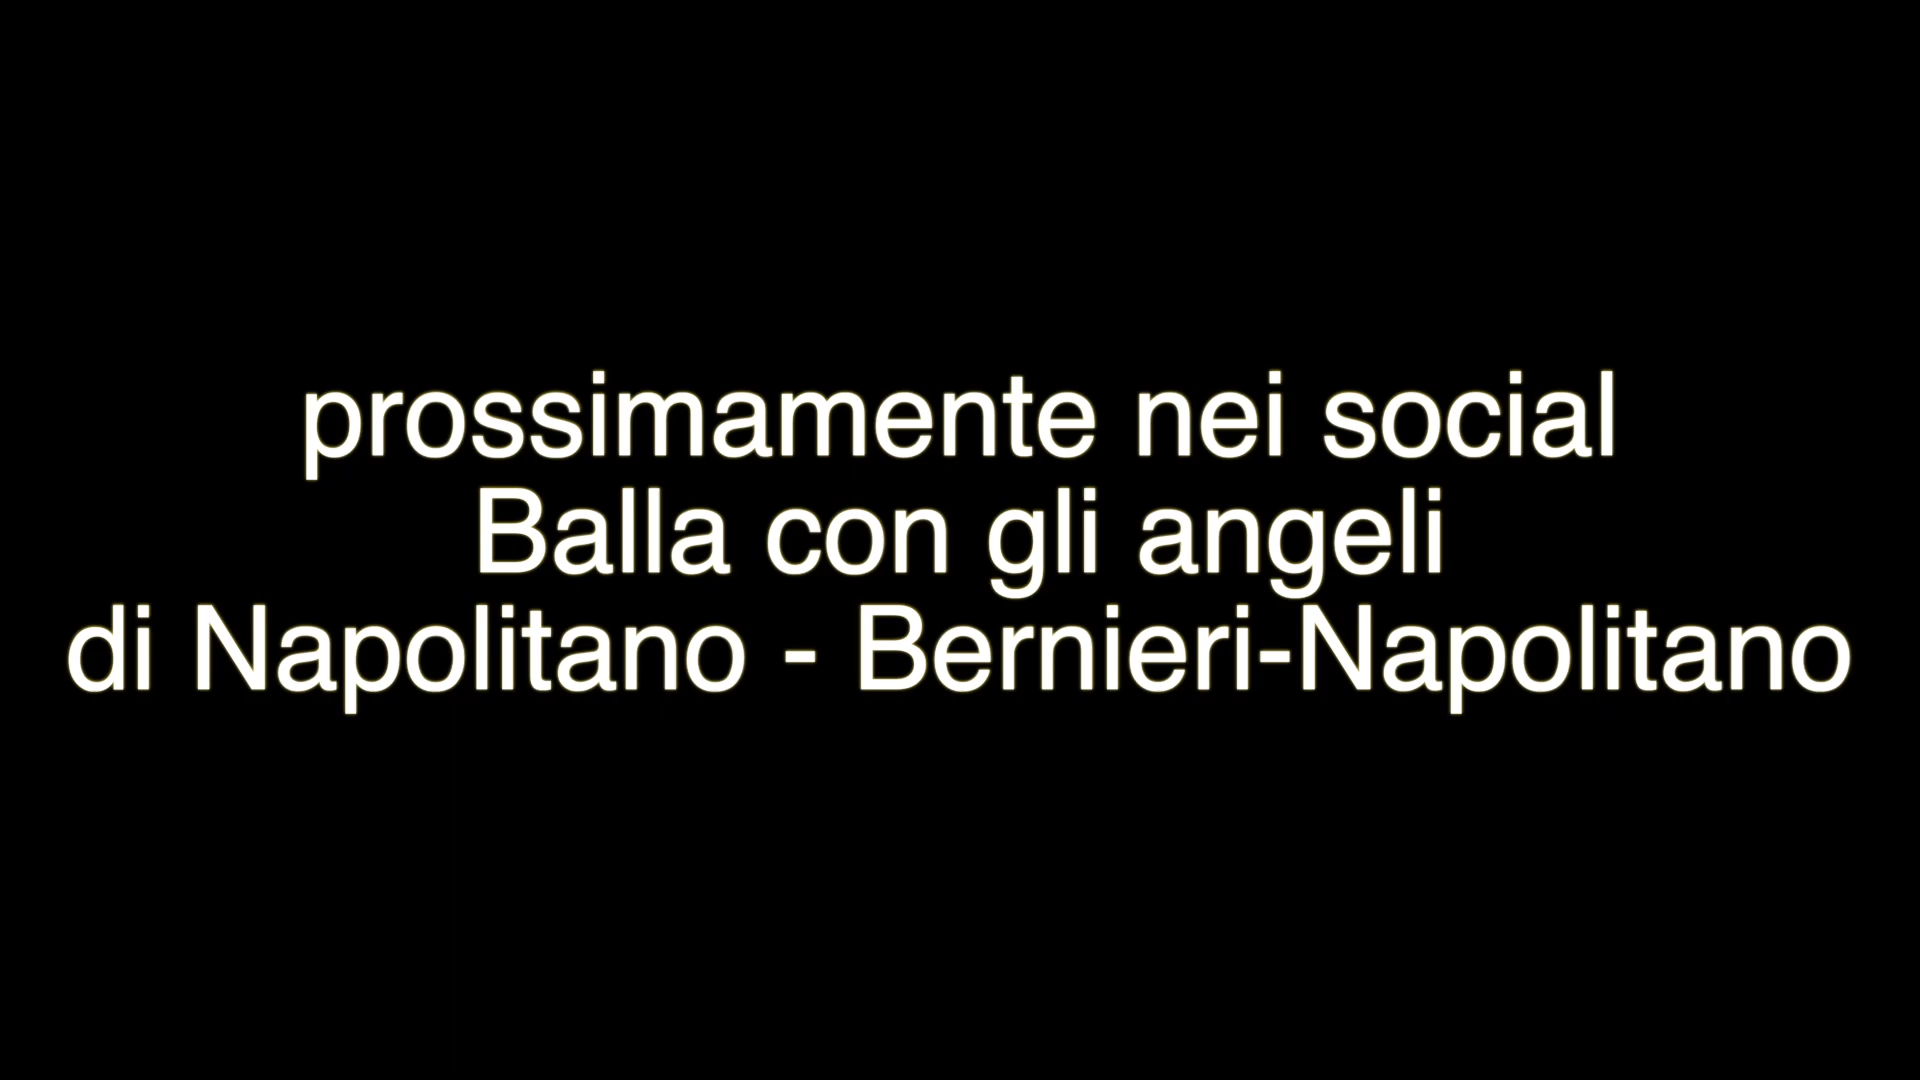 prossimamente nei social
Balla con gli angeli
di Napolitano - Bernieri-Napolitano